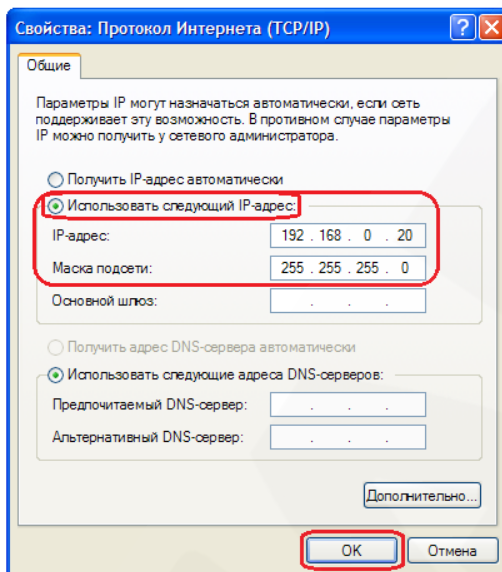 Свойства: Протокол Интернета (TCP/IP)
Общие
Параметры IP могут назначаться автоматически, если сеть
поддерживает эту возможность. В противном случае параметры
IP можно получить у сетевого администратора.
Получить IP-адрес автоматически
Использовать следующий IP-адрес:
IP-адрес: 192 . 168 . 0 . 20
Маска подсети: 255 . 255 . 255 . 0
Основной шлюз: . . .
Получить адрес DNS-сервера автоматически
Использовать следующие адреса DNS-серверов:
Предпочитаемый DNS-сервер: . . .
Альтернативный DNS-сервер: . . .
Дополнительно...
ОК Отмена